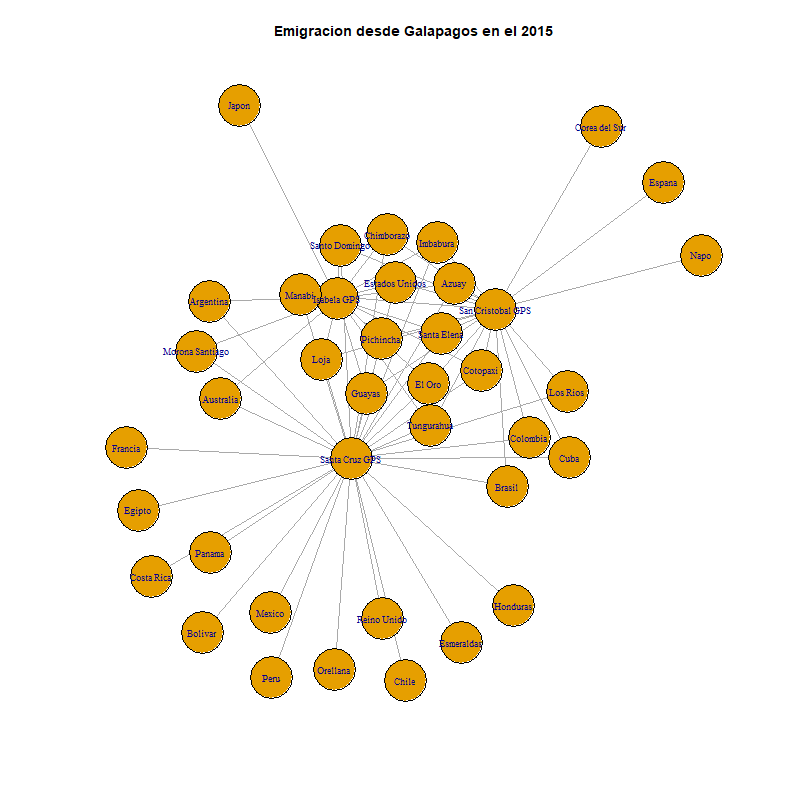 Emigracion desde Galapagos en el 2015
Japon
Corea del Sur
Espana
Napo
Chimborazo
Imbabura
Santo Domingo
Estados Unidos
Azuay
Manabi
Isabela GPS
Argentina
San Cristobal GPS
Santa Elena
Pichincha
Morona Santiago
Loja
Cotopaxi
El Oro
Guayas
Los Rios
Australia
Tungurahua
Colombia
Francia
Santa Cruz GPS
Cuba
Brasil
Egipto
Panama
Costa Rica
Honduras
Mexico
Reino Unido
Bolivar
Esmeraldas
Orellana
Peru
Chile